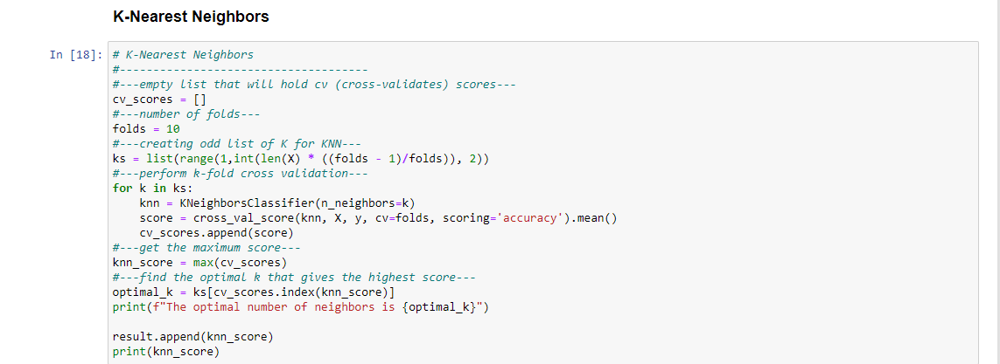 K-Nearest Neighbors
In [18]: # K-Nearest Neighbors
#-------------------------------------
#---empty list that will hold cv (cross-validates) scores---
cv_scores = []
#---number of folds---
folds = 10
#---creating odd list of K for KNN---
ks = list(range(1,int(len(X) * ((folds - 1)/folds)), 2))
#---perform k-fold cross validation---
for k in ks:
    knn = KNeighborsClassifier(n_neighbors=k)
    score = cross_val_score(knn, X, y, cv=folds, scoring='accuracy').mean()
    cv_scores.append(score)
#---get the maximum score---
knn_score = max(cv_scores)
#---find the optimal k that gives the highest score---
optimal_k = ks[cv_scores.index(knn_score)]
print(f"The optimal number of neighbors is {optimal_k}")
result.append(knn_score)
print(knn_score)